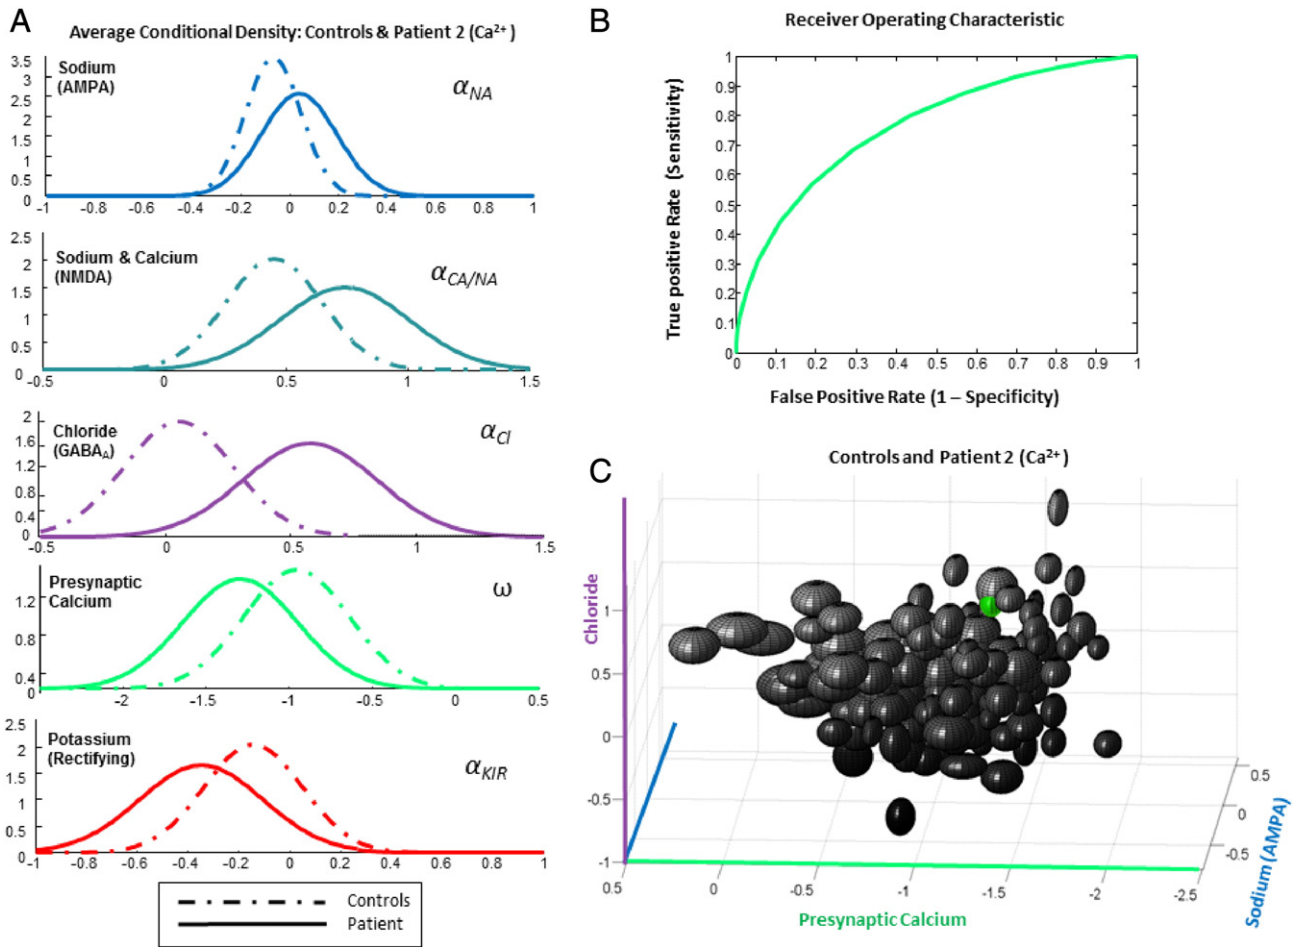 A
Average Conditional Density: Controls & Patient 2 (Ca²⁺)
Sodium
(AMPA)
α_NA
3.5
3
2.5
2
1.5
1
0.5
0
-1 -0.8 -0.6 -0.4 -0.2 0 0.2 0.4 0.6 0.8 1
Sodium & Calcium
(NMDA)
α_CA/NA
2.5
2
1.5
1
0.5
0
-0.5 0 0.5 1 1.5
Chloride
(GABA_A)
α_Cl
2
1.6
1.2
0.8
0.4
0
-0.5 0 0.5 1 1.5
Presynaptic
Calcium
ω
1.2
0.8
0.4
0
-2 -1.5 -1 -0.5 0 0.5
Potassium
(Rectifying)
α_KIR
2.5
2
1.5
1
0.5
0
-1 -0.8 -0.6 -0.4 -0.2 0 0.2 0.4 0.6 0.8 1
Controls
Patient
B
Receiver Operating Characteristic
True positive Rate (Sensitivity)
1
0.9
0.8
0.7
0.6
0.5
0.4
0.3
0.2
0.1
0
0 0.1 0.2 0.3 0.4 0.5 0.6 0.7 0.8 0.9 1
False Positive Rate (1 – Specificity)
C
Controls and Patient 2 (Ca²⁺)
Chloride
1
0.5
0
-0.5
-1
0.5 0 -0.5 -1 -1.5 -2 -2.5
Presynaptic Calcium
0.5
0
-0.5
Sodium (AMPA)